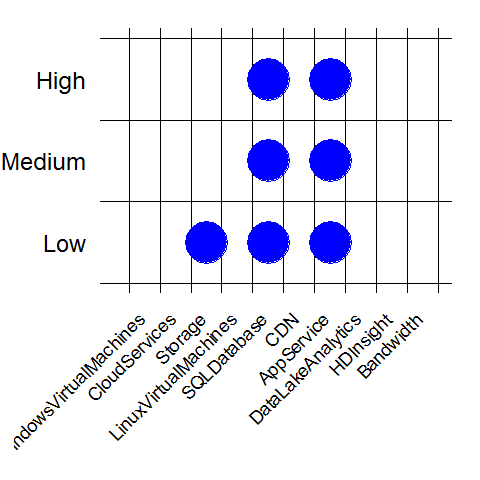 High
Medium
Low
ndowsVirtualMachines
CloudServices
Storage
LinuxVirtualMachines
SQLDatabase
CDN
AppService
DataLakeAnalytics
HDInsight
Bandwidth